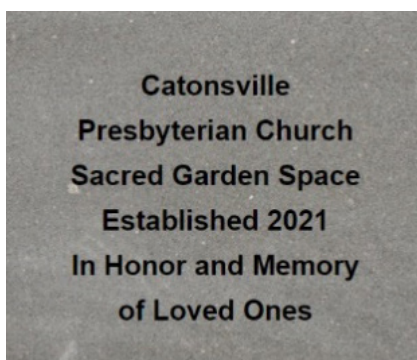 Catonsville
Presbyterian Church
Sacred Garden Space
Established 2021
In Honor and Memory
of Loved Ones